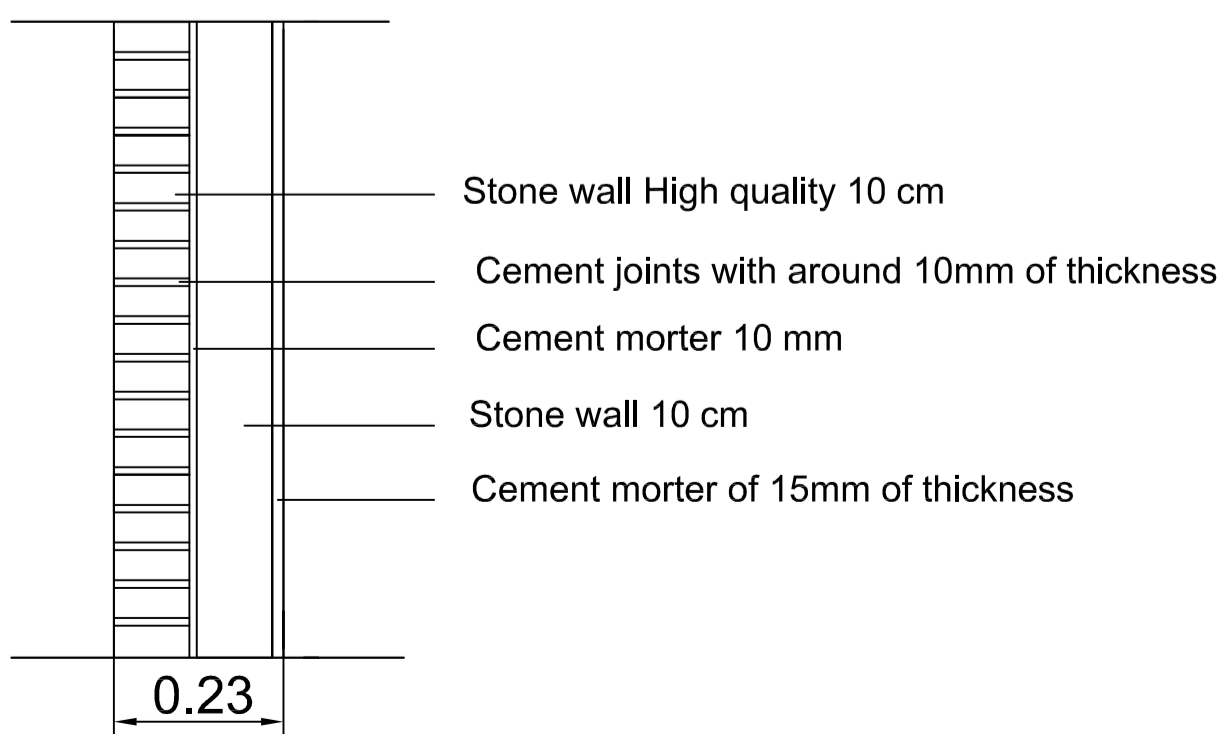 Stone wall High quality 10 cm
Cement joints with around 10mm of thickness
Cement morter 10 mm
Stone wall 10 cm
Cement morter of 15mm of thickness
0.23